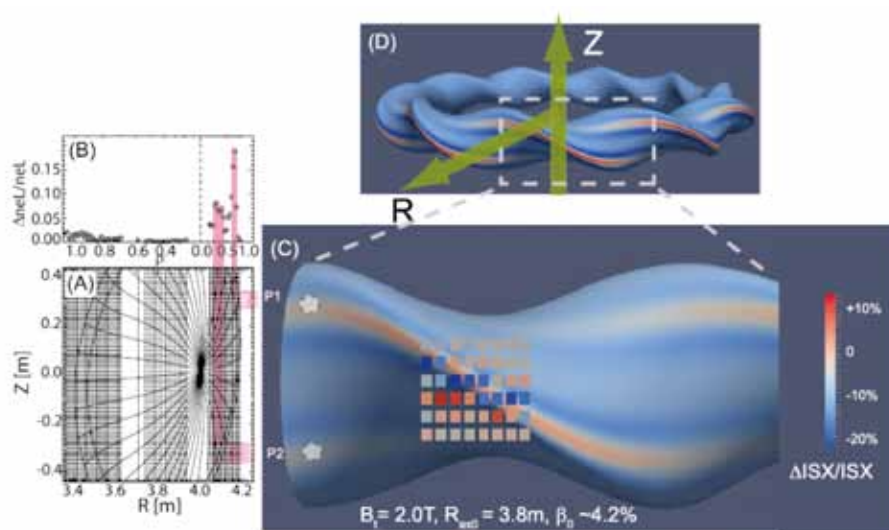 (D)
Z
R
(B)
ΔneL/neL
0.15
0.10
0.05
0.00
1.0 0.8 0.6 0.4 0.0 0.5 1.0
(C)
(A)
0.4
0.2
0.0
-0.2
-0.4
Z [m]
3.4 3.6 3.8 4.0 4.2
R [m]
P1
P2
+10%
0
-10%
-20%
ΔISX/ISX
= 2.0T, = 3.8m, β₀ ~4.2%